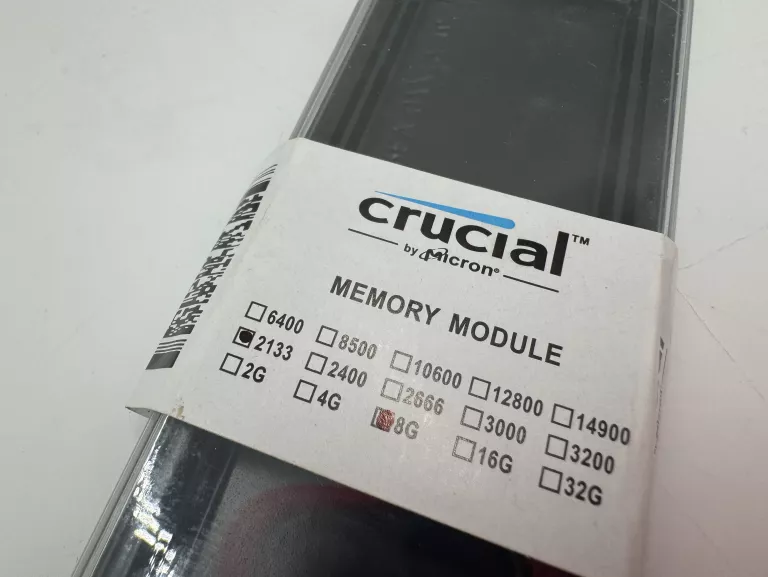 crucial™
by Micron®
MEMORY MODULE
6400 8500 10600 12800 14900
2133 2400 2666 3000 3200
2G 4G 8G 16G 32G